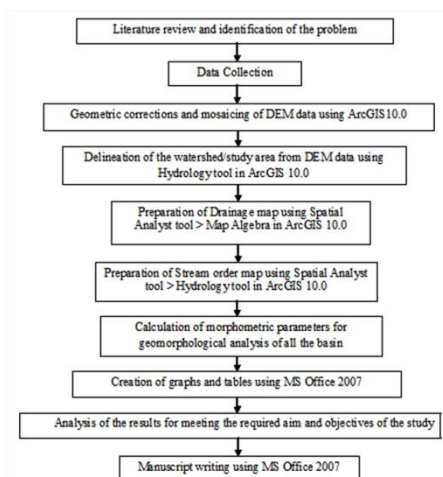 Literature review and identification of the problem
Data Collection
Geometric corrections and mosaicing of DEM data using ArcGIS10.0
Delineation of the watershed/study area from DEM data using
Hydrology tool in ArcGIS 10.0
Preparation of Drainage map using Spatial
Analyst tool > Map Algebra in ArcGIS 10.0
Preparation of Stream order map using Spatial Analyst
tool > Hydrology tool in ArcGIS 10.0
Calculation of morphometric parameters for
geomorphological analysis of all the basin
Creation of graphs and tables using MS Office 2007
Analysis of the results for meeting the required aim and objectives of the study
Manuscript writing using MS Office 2007